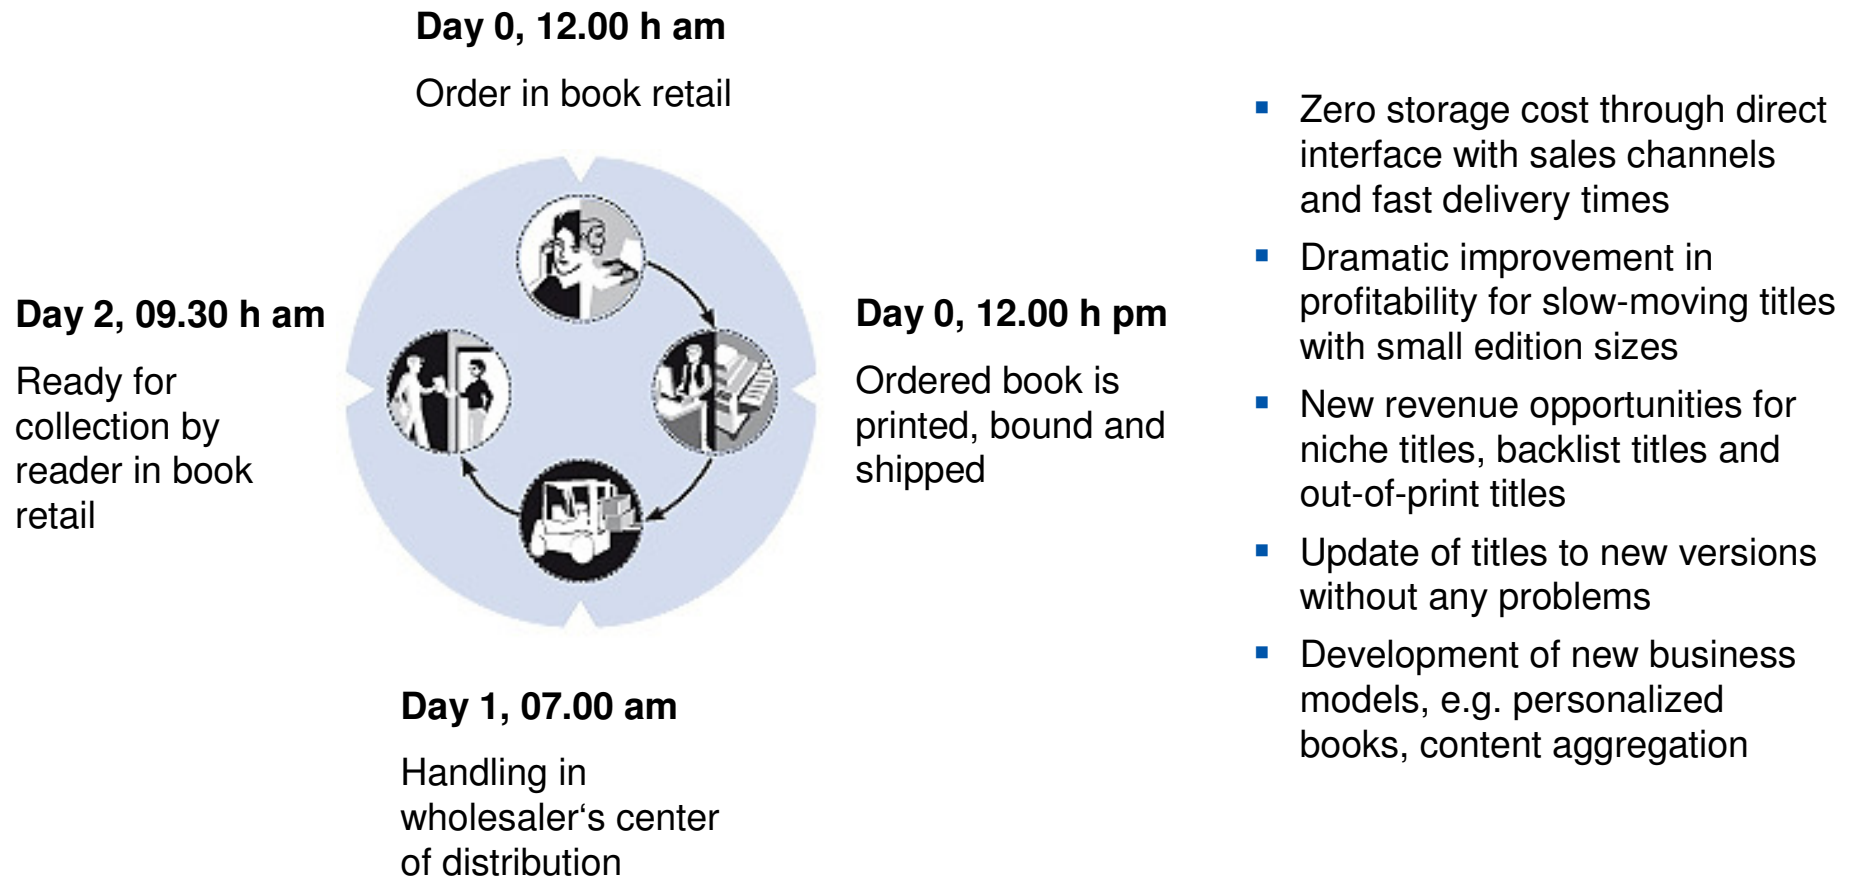 Day 0, 12.00 h am
Order in book retail
Day 2, 09.30 h am
Ready for
collection by
reader in book
retail
Day 0, 12.00 h pm
Ordered book is
printed, bound and
shipped
Day 1, 07.00 am
Handling in
wholesaler‘s center
of distribution
▪ Zero storage cost through direct
interface with sales channels
and fast delivery times
▪ Dramatic improvement in
profitability for slow-moving titles
with small edition sizes
▪ New revenue opportunities for
niche titles, backlist titles and
out-of-print titles
▪ Update of titles to new versions
without any problems
▪ Development of new business
models, e.g. personalized
books, content aggregation